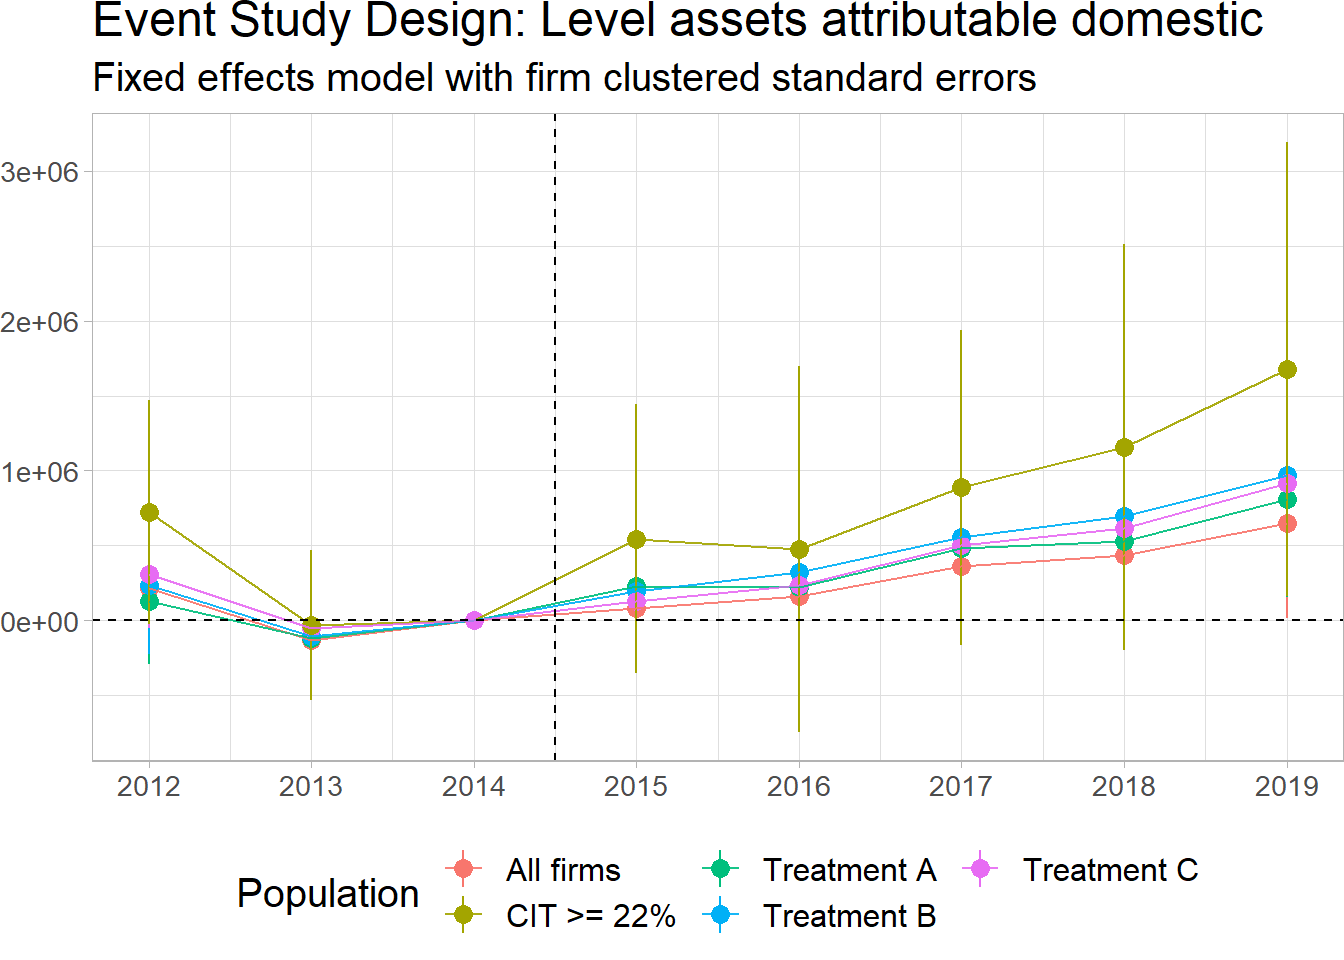 Event Study Design: Level assets attributable domestic
Fixed effects model with firm clustered standard errors
3e+06
2e+06
1e+06
0e+00
2012 2013 2014 2015 2016 2017 2018 2019
Population
All firms
CIT >= 22%
Treatment A
Treatment B
Treatment C